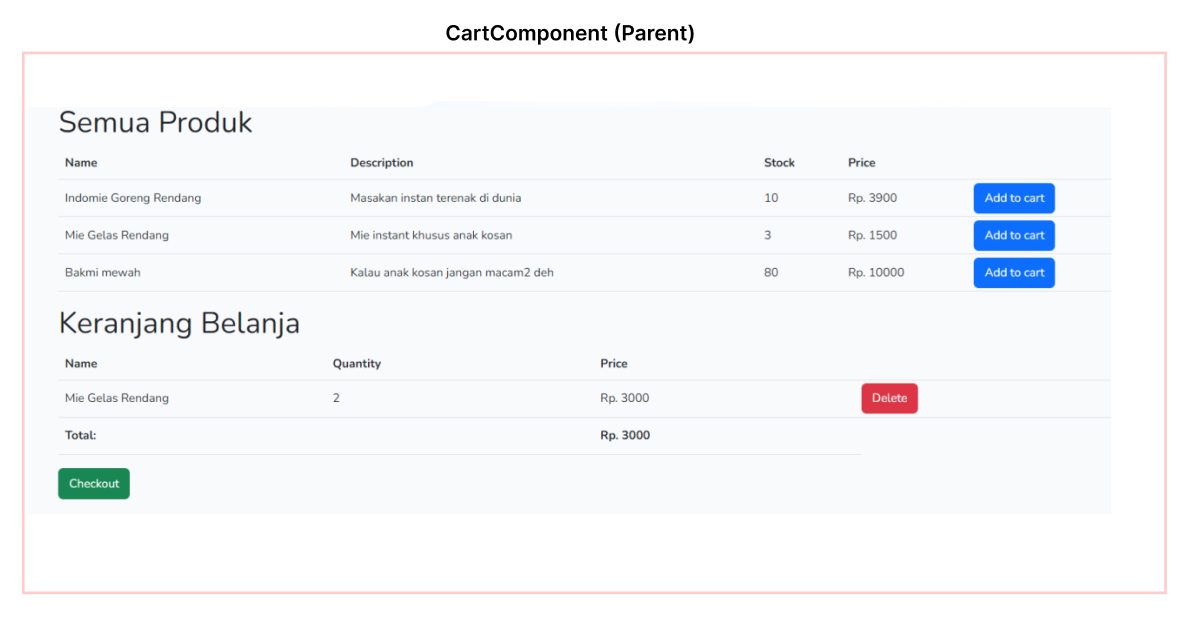 CartComponent (Parent)
Semua Produk
Name Description Stock Price
Indomie Goreng Rendang Masakan instan terenak di dunia 10 Rp. 3900 Add to cart
Mie Gelas Rendang Mie instant khusus anak kosan 3 Rp. 1500 Add to cart
Bakmi mewah Kalau anak kosan jangan macam2 deh 80 Rp. 10000 Add to cart
Keranjang Belanja
Name Quantity Price
Mie Gelas Rendang 2 Rp. 3000 Delete
Total: Rp. 3000
Checkout